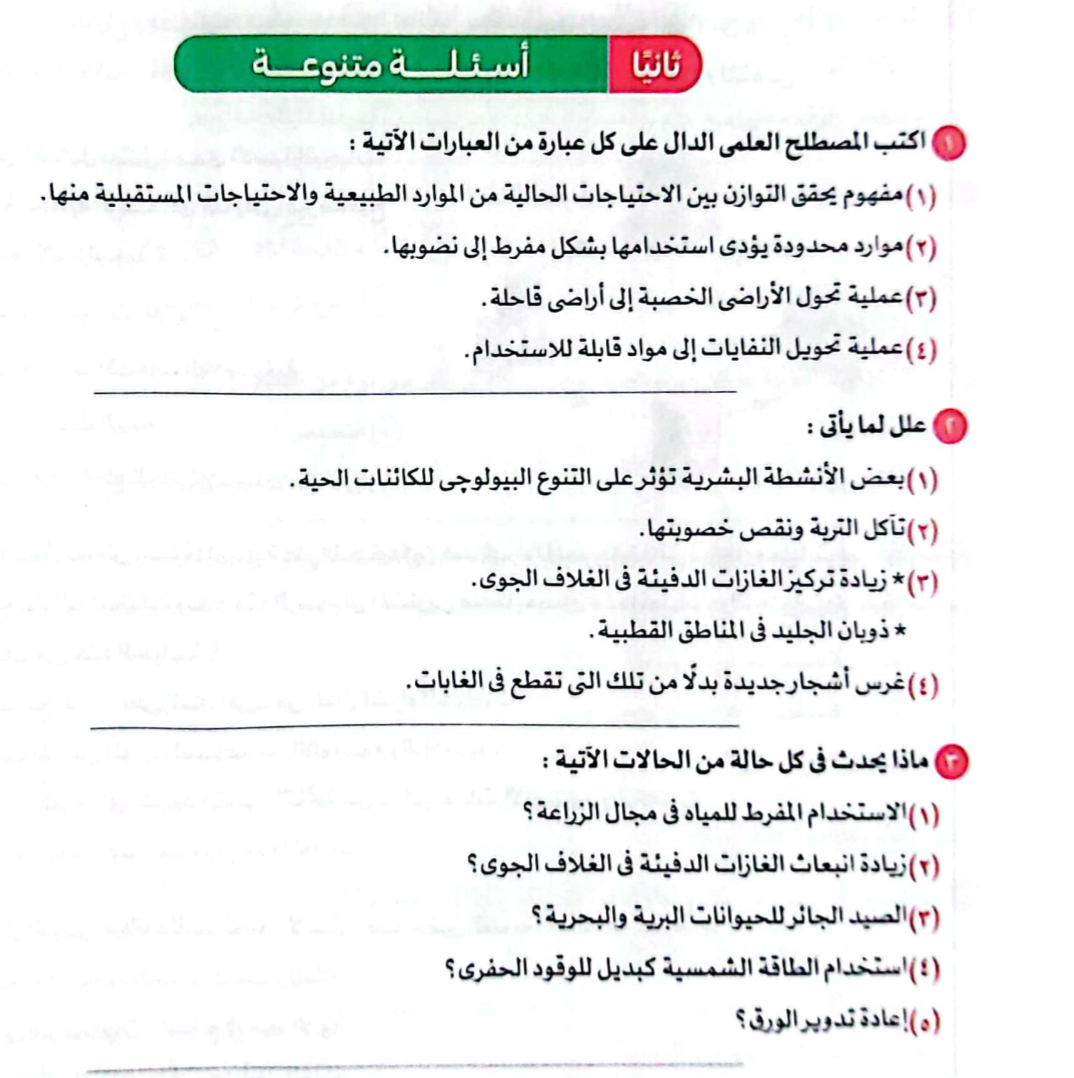 ثانيًا أسئلة متنوعة
١ اكتب المصطلح العلمى الدال على كل عبارة من العبارات الآتية :
(١) مفهوم يحقق التوازن بين الاحتياجات الحالية من الموارد الطبيعية والاحتياجات المستقبلية منها.
(٢) موارد محدودة يؤدى استخدامها بشكل مفرط إلى نضوبها.
(٣) عملية تحول الأراضى الخصبة إلى أراضى قاحلة.
(٤) عملية تحويل النفايات إلى مواد قابلة للاستخدام.
٢ علل لما يأتى :
(١) بعض الأنشطة البشرية تؤثر على التنوع البيولوچى للكائنات الحية.
(٢) تآكل التربة ونقص خصوبتها.
(٣) * زيادة تركيز الغازات الدفيئة فى الغلاف الجوى.
* ذوبان الجليد فى المناطق القطبية.
(٤) غرس أشجار جديدة بدلًا من تلك التى تقطع فى الغابات.
٣ ماذا يحدث فى كل حالة من الحالات الآتية :
(١) الاستخدام المفرط للمياه فى مجال الزراعة؟
(٢) زيادة انبعاث الغازات الدفيئة فى الغلاف الجوى؟
(٣) الصيد الجائر للحيوانات البرية والبحرية؟
(٤) استخدام الطاقة الشمسية كبديل للوقود الحفرى؟
(٥) إعادة تدوير الورق؟